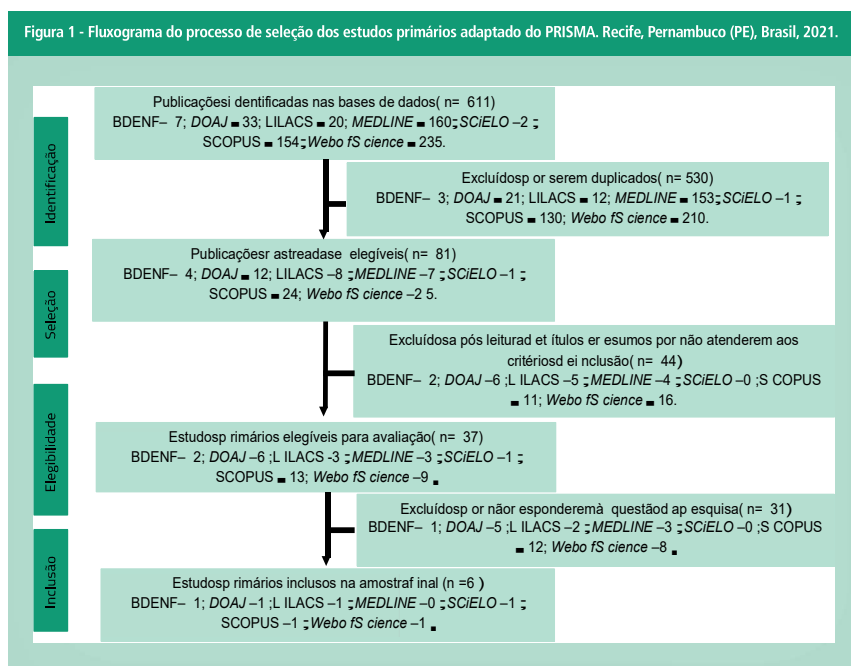 Figura 1 - Fluxograma do processo de seleção dos estudos primários adaptado do PRISMA. Recife, Pernambuco (PE), Brasil, 2021.
Identificação
Publicaçõesi dentificadas nas bases de dados( n= 611)
BDENF– 7; DOAJ – 33; LILACS – 20; MEDLINE – 160; SCiELO –2 ;
SCOPUS – 154; Webo fS cience – 235.
Excluídosp or serem duplicados( n= 530)
BDENF– 3; DOAJ – 21; LILACS – 12; MEDLINE – 153; SCiELO –1 ;
SCOPUS – 130; Webo fS cience – 210.
Seleção
Publicaçõesr astreadase elegíveis( n= 81)
BDENF– 4; DOAJ – 12; LILACS –8 ; MEDLINE –7 ; SCiELO –1 ;
SCOPUS – 24; Webo fS cience –2 5.
Excluídosa pós leiturad et ítulos er esumos por não atenderem aos
critériosd ei nclusão( n= 44)
BDENF– 2; DOAJ –6 ;L ILACS –5 ; MEDLINE –4 ; SCiELO –0 ;S COPUS
– 11; Webo fS cience – 16.
Elegibilidade
Estudosp rimários elegíveis para avaliação( n= 37)
BDENF– 2; DOAJ –6 ;L ILACS -3 ; MEDLINE –3 ; SCiELO –1 ;
SCOPUS – 13; Webo fS cience –9 .
Excluídosp or nãor esponderemà questãod ap esquisa( n= 31)
BDENF– 1; DOAJ –5 ;L ILACS –2 ; MEDLINE –3 ; SCiELO –0 ;S COPUS
– 12; Webo fS cience –8 .
Inclusão
Estudosp rimários inclusos na amostraf inal (n =6 )
BDENF– 1; DOAJ –1 ;L ILACS –1 ; MEDLINE –0 ; SCiELO –1 ;
SCOPUS –1 ; Webo fS cience –1 .